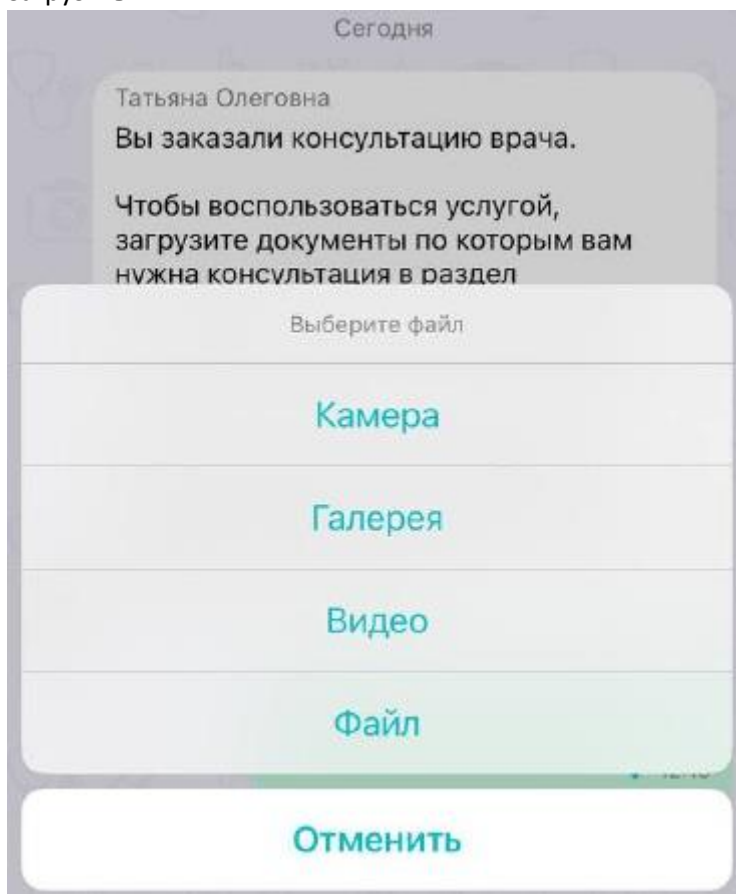 Сегодня
Татьяна Олеговна
Вы заказали консультацию врача.
Чтобы воспользоваться услугой,
загрузите документы по которым вам
нужна консультация в раздел
Выберите файл
Камера
Галерея
Видео
Файл
Отменить